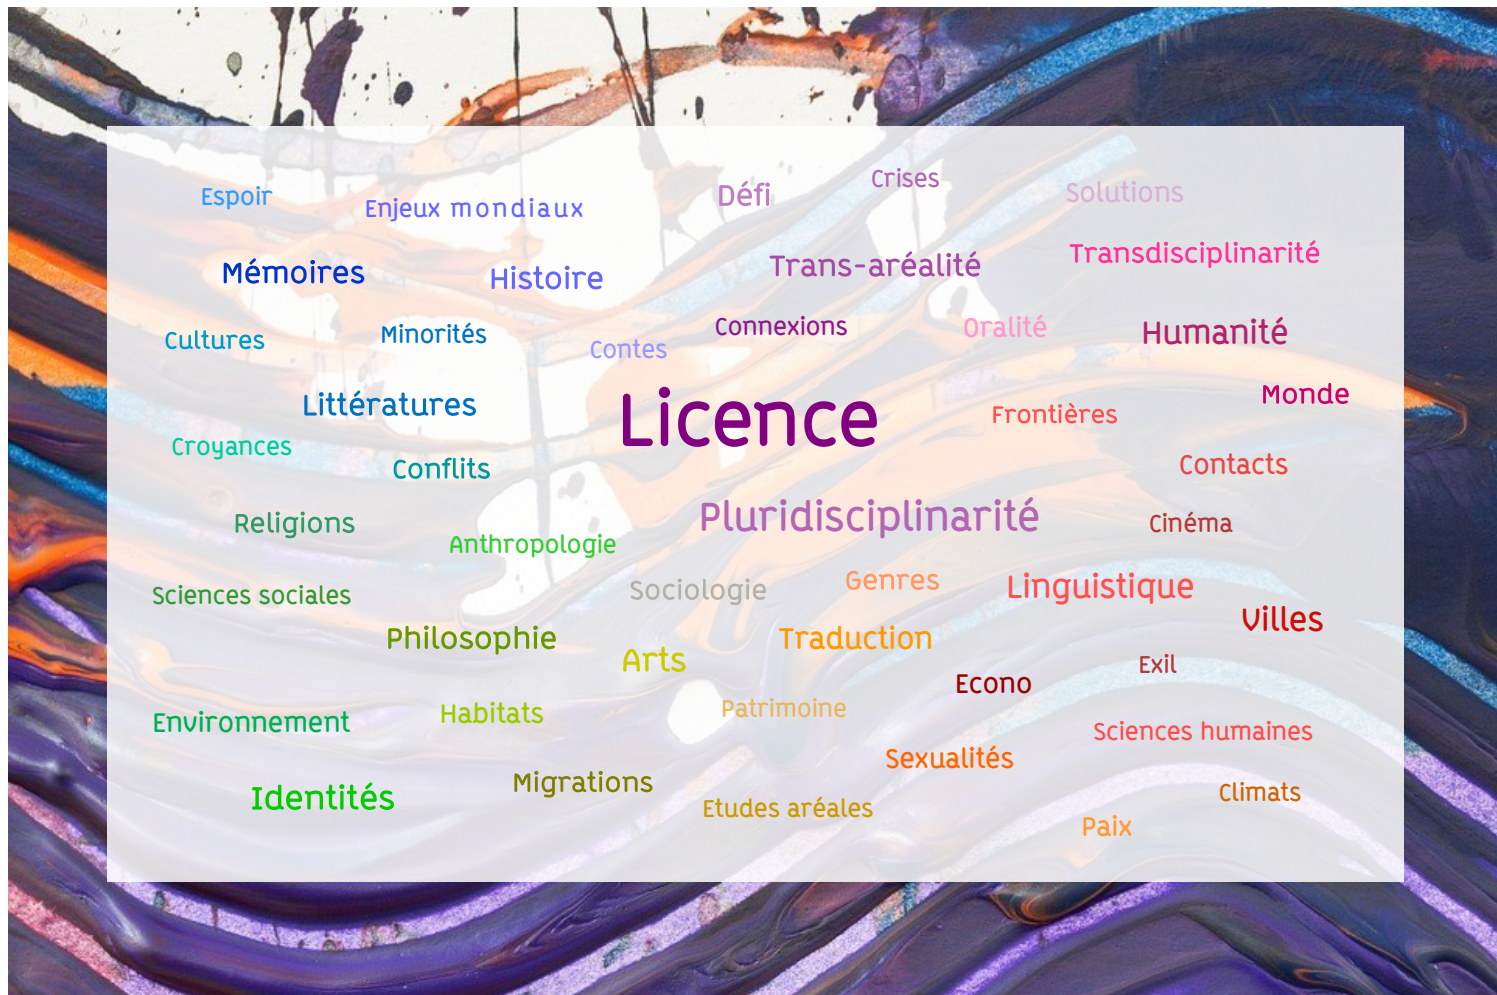 Espoir
Enjeux mondiaux
Défi
Crises
Solutions
Mémoires
Histoire
Trans-aréalité
Transdisciplinarité
Cultures
Minorités
Contes
Connexions
Oralité
Humanité
Littératures
Licence
Frontières
Monde
Croyances
Conflits
Contacts
Religions
Anthropologie
Pluridisciplinarité
Cinéma
Sciences sociales
Sociologie
Genres
Linguistique
Villes
Philosophie
Arts
Traduction
Econo
Exil
Environnement
Habitats
Patrimoine
Sciences humaines
Sexualités
Identités
Migrations
Etudes aréales
Climats
Paix